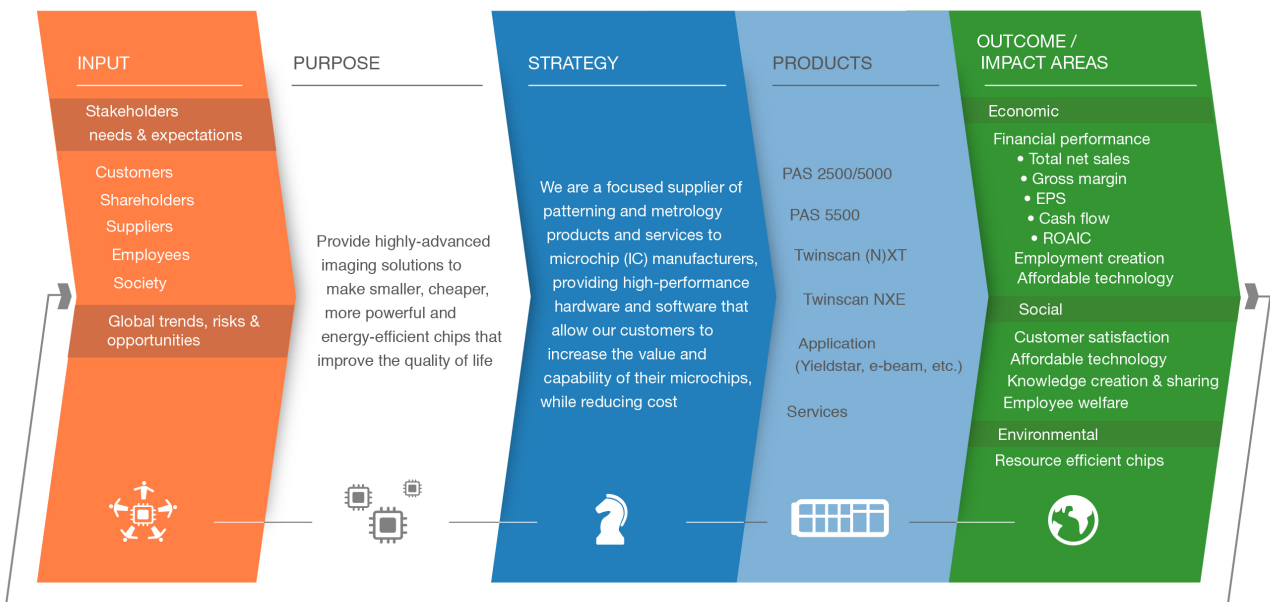 INPUT
Stakeholders
needs & expectations
Customers
Shareholders
Suppliers
Employees
Society
Global trends, risks &
opportunities
PURPOSE
Provide highly-advanced
imaging solutions to
make smaller, cheaper,
more powerful and
energy-efficient chips that
improve the quality of life
STRATEGY
We are a focused supplier of
patterning and metrology
products and services to
microchip (IC) manufacturers,
providing high-performance
hardware and software that
allow our customers to
increase the value and
capability of their microchips,
while reducing cost
PRODUCTS
PAS 2500/5000
PAS 5500
Twinscan (N)XT
Twinscan NXE
Application
(Yieldstar, e-beam, etc.)
Services
OUTCOME /
IMPACT AREAS
Economic
Financial performance
• Total net sales
• Gross margin
• EPS
• Cash flow
• ROAIC
Employment creation
Affordable technology
Social
Customer satisfaction
Affordable technology
Knowledge creation & sharing
Employee welfare
Environmental
Resource efficient chips